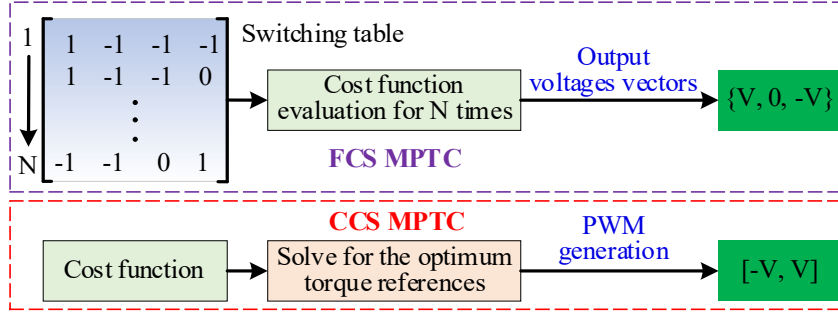 Switching table
1
1 -1 -1 -1
1 -1 -1 0
N
-1 -1 0 1
Cost function
evaluation for N times
Output
voltages vectors
{V, 0, -V}
FCS MPTC
CCS MPTC
Cost function
Solve for the optimum
torque references
PWM
generation
[-V, V]